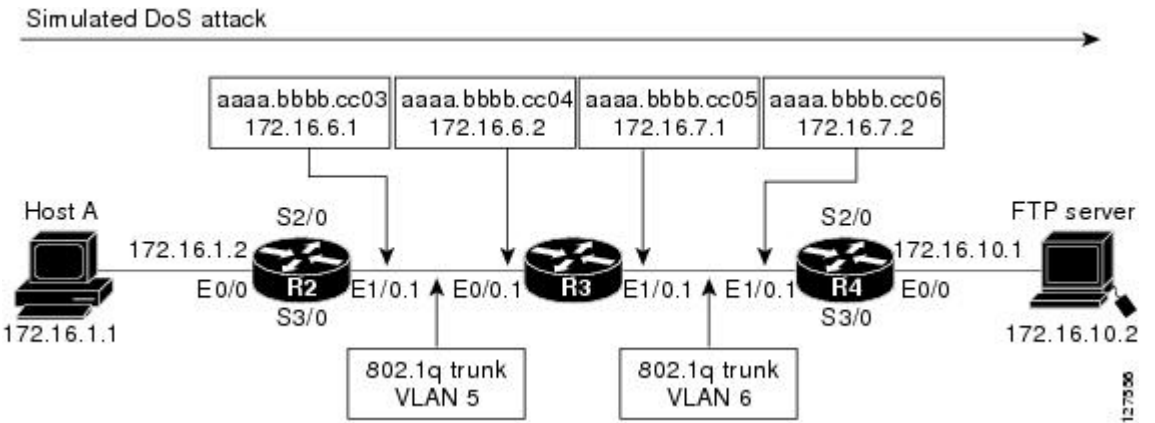 Simulated DoS attack
aaaa.bbbb.cc03
172.16.6.1
aaaa.bbbb.cc04
172.16.6.2
aaaa.bbbb.cc05
172.16.7.1
aaaa.bbbb.cc06
172.16.7.2
Host A
172.16.1.1
172.16.1.2
E0/0
S2/0
R2
S3/0
E1/0.1
E0/0.1
R3
E1/0.1
E1/0.1
S2/0
R4
S3/0
172.16.10.1
E0/0
FTP server
172.16.10.2
802.1q trunk
VLAN 5
802.1q trunk
VLAN 6